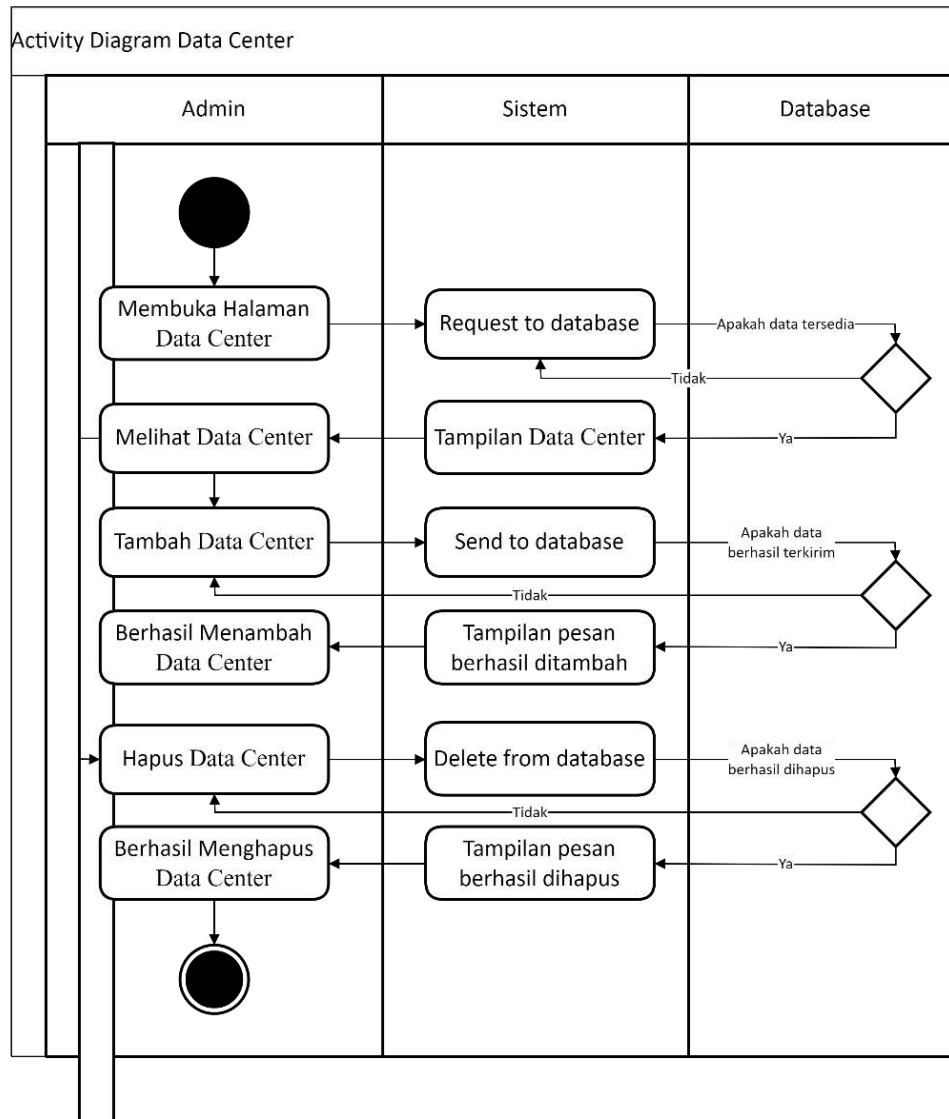 Activity Diagram Data Center
Admin
Sistem
Database
Membuka Halaman
Data Center
Request to database
Apakah data tersedia
Tidak
Melihat Data Center
Tampilan Data Center
Ya
Tambah Data Center
Send to database
Apakah data
berhasil terkirim
Tidak
Berhasil Menambah
Data Center
Tampilan pesan
berhasil ditambah
Ya
Hapus Data Center
Delete from database
Apakah data
berhasil dihapus
Tidak
Berhasil Menghapus
Data Center
Tampilan pesan
berhasil dihapus
Ya